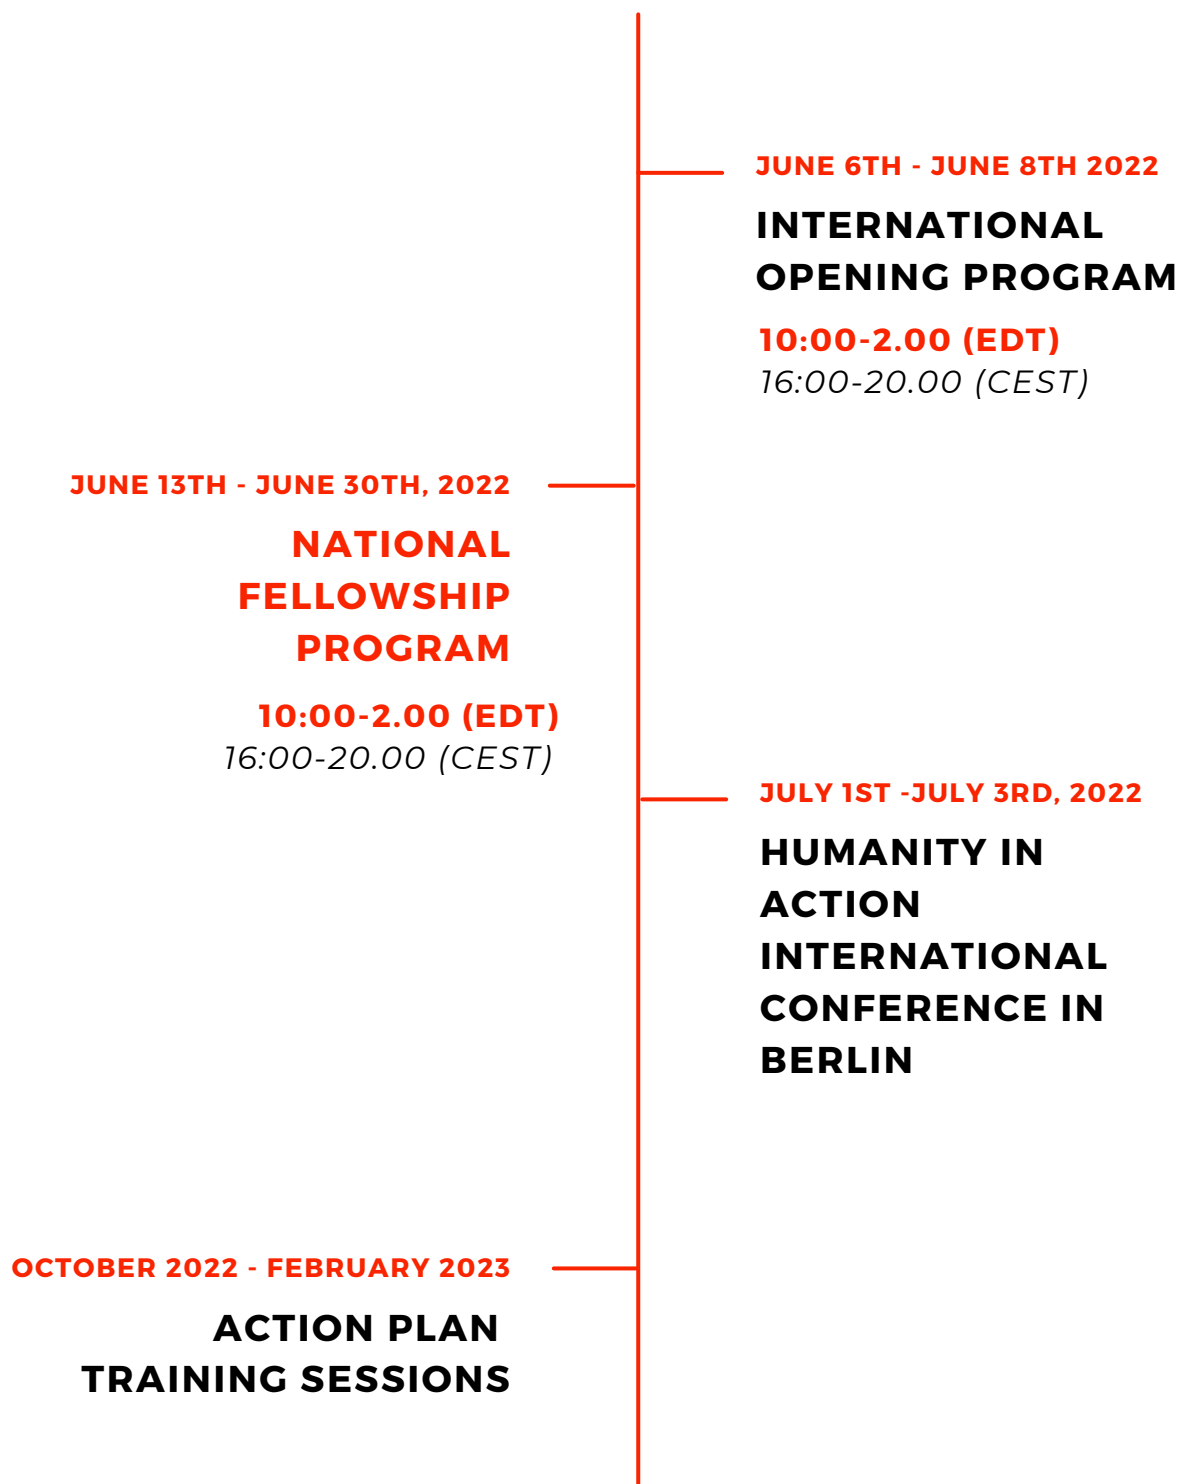 JUNE 6TH - JUNE 8TH 2022
INTERNATIONAL
OPENING PROGRAM
10:00-2.00 (EDT)
16:00-20.00 (CEST)
JUNE 13TH - JUNE 30TH, 2022
NATIONAL
FELLOWSHIP
PROGRAM
10:00-2.00 (EDT)
16:00-20.00 (CEST)
JULY 1ST -JULY 3RD, 2022
HUMANITY IN
ACTION
INTERNATIONAL
CONFERENCE IN
BERLIN
OCTOBER 2022 - FEBRUARY 2023
ACTION PLAN
TRAINING SESSIONS